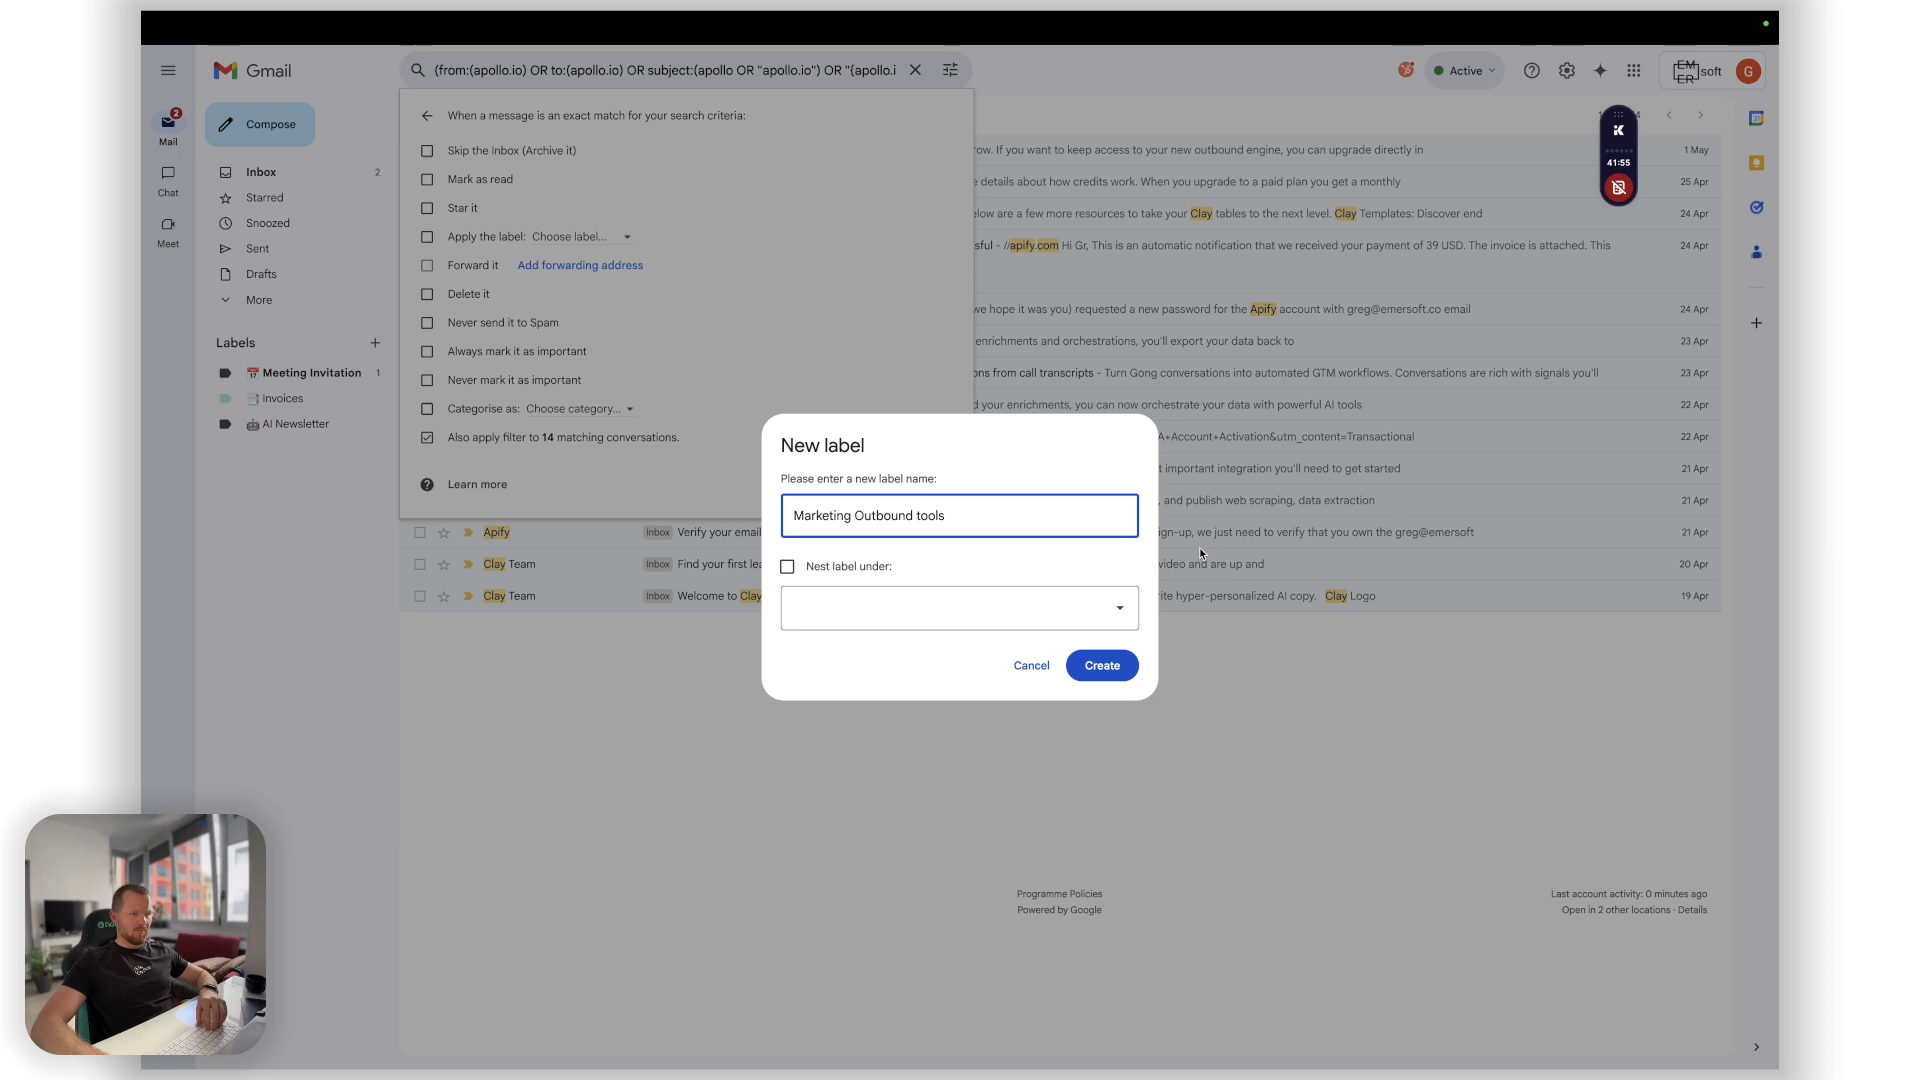 Gmail
(from:(apollo.io) OR to:(apollo.io) OR subject:(apollo OR "apollo.io") OR "{apollo.i
Active
EM
ER soft
G
2
Mail
Chat
Meet
Compose
Inbox 2
Starred
Snoozed
Sent
Drafts
More
Labels
📅 Meeting Invitation 1
📑 Invoices
🤖 AI Newsletter
When a message is an exact match for your search criteria:
Skip the Inbox (Archive it)
Mark as read
Star it
Apply the label: Choose label...
Forward it Add forwarding address
Delete it
Never send it to Spam
Always mark it as important
Never mark it as important
Categorise as: Choose category...
Also apply filter to 14 matching conversations.
Learn more
41:55
row. If you want to keep access to your new outbound engine, you can upgrade directly in 1 May
e details about how credits work. When you upgrade to a paid plan you get a monthly 25 Apr
elow are a few more resources to take your Clay tables to the next level. Clay Templates: Discover end 24 Apr
sful - //apify.com Hi Gr, This is an automatic notification that we received your payment of 39 USD. The invoice is attached. This 24 Apr
we hope it was you) requested a new password for the Apify account with greg@emersoft.co email 24 Apr
enrichments and orchestrations, you'll export your data back to 23 Apr
ons from call transcripts - Turn Gong conversations into automated GTM workflows. Conversations are rich with signals you'll 23 Apr
d your enrichments, you can now orchestrate your data with powerful AI tools 22 Apr
A+Account+Activation&utm_content=Transactional 22 Apr
t important integration you'll need to get started 21 Apr
, and publish web scraping, data extraction 21 Apr
Apify Inbox Verify your email ign-up, we just need to verify that you own the greg@emersoft 21 Apr
Clay Team Inbox Find your first lea video and are up and 20 Apr
Clay Team Inbox Welcome to Clay rite hyper-personalized AI copy. Clay Logo 19 Apr
New label
Please enter a new label name:
Marketing Outbound tools
Nest label under:
Cancel
Create
Programme Policies
Powered by Google
Last account activity: 0 minutes ago
Open in 2 other locations · Details